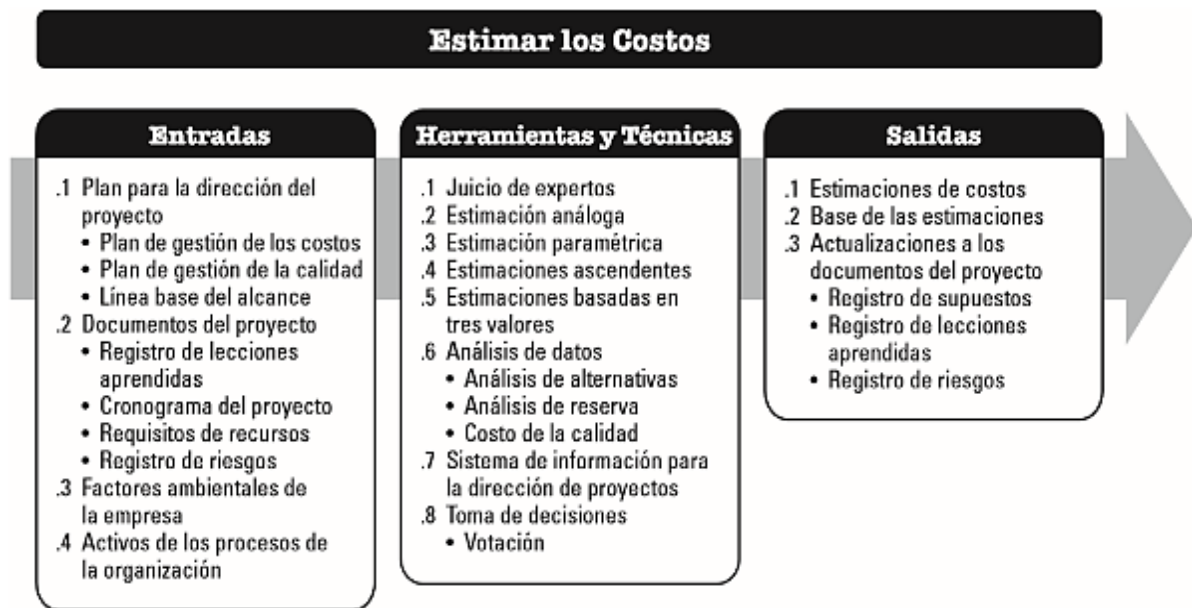 Estimar los Costos
Entradas
.1 Plan para la dirección del
proyecto
• Plan de gestión de los costos
• Plan de gestión de la calidad
• Línea base del alcance
.2 Documentos del proyecto
• Registro de lecciones
aprendidas
• Cronograma del proyecto
• Requisitos de recursos
• Registro de riesgos
.3 Factores ambientales de
la empresa
.4 Activos de los procesos de
la organización
Herramientas y Técnicas
.1 Juicio de expertos
.2 Estimación análoga
.3 Estimación paramétrica
.4 Estimaciones ascendentes
.5 Estimaciones basadas en
tres valores
.6 Análisis de datos
• Análisis de alternativas
• Análisis de reserva
• Costo de la calidad
.7 Sistema de información para
la dirección de proyectos
.8 Toma de decisiones
• Votación
Salidas
.1 Estimaciones de costos
.2 Base de las estimaciones
.3 Actualizaciones a los
documentos del proyecto
• Registro de supuestos
• Registro de lecciones
aprendidas
• Registro de riesgos